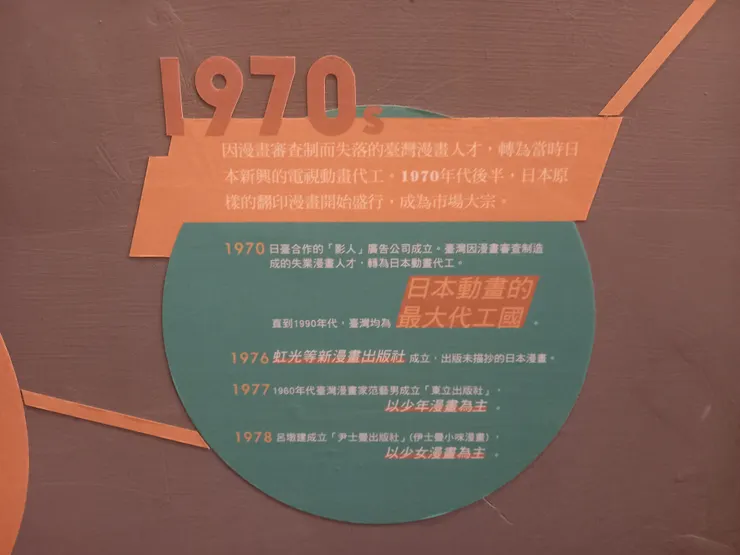 1970s
因漫畫審查制而失落的臺灣漫畫人才，轉為當時日
本新興的電視動畫代工。1970年代後半，日本原
樣的翻印漫畫開始盛行，成為市場大宗。
1970 日臺合作的「影人」廣告公司成立。臺灣因漫畫審查制造
成的失業漫畫人才，轉為日本動畫代工。
日本動畫的
直到1990年代，臺灣均為 最大代工國 。
1976 虹光等新漫畫出版社 成立，出版未描抄的日本漫畫。
1977 1960年代臺灣漫畫家范藝男成立「東立出版社」，
以少年漫畫為主 。
1978 呂墩建成立「尹士曼出版社」(伊士曼小咪漫畫)，
以少女漫畫為主 。